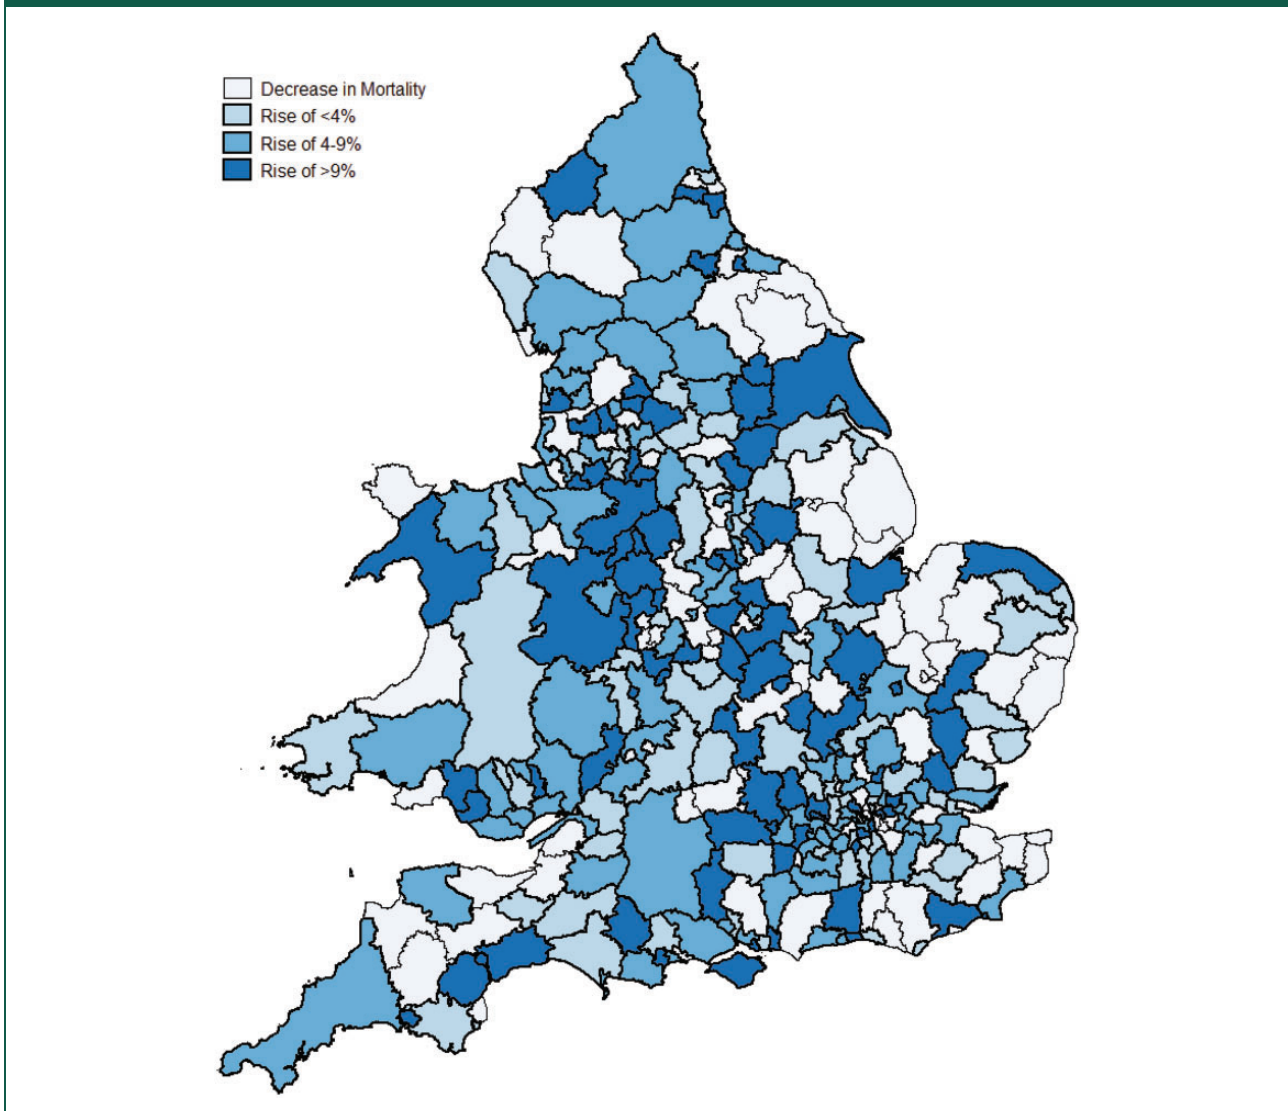 Decrease in Mortality
Rise of <4%
Rise of 4-9%
Rise of >9%